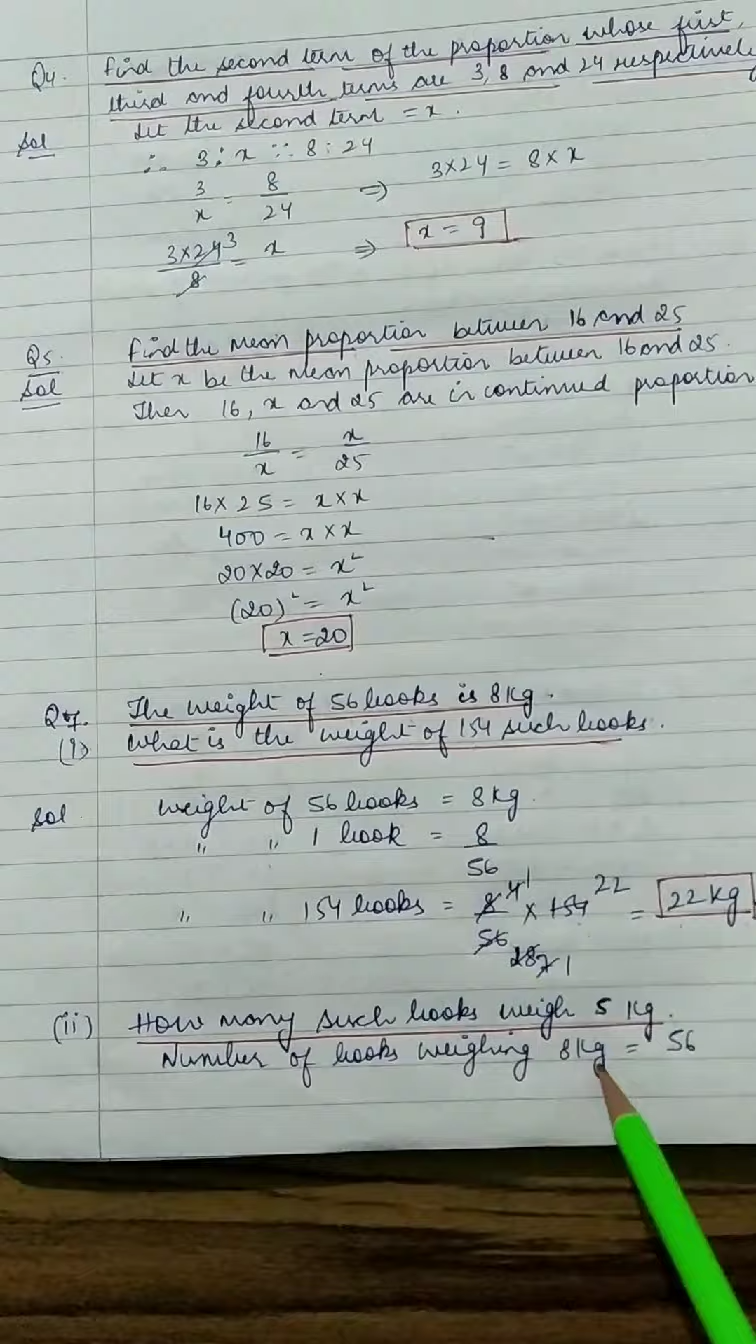 Q4. Find the second term of the proportion whose first,
third and fourth terms are 3, 8 and 24 respectively
Sol Let the second term = x.
∴ 3 : x :: 8 : 24
3/x = 8/24 ⇒ 3×24 = 8×x
3×24 3/8 = x ⇒ x = 9
Q5. Find the Mean proportion between 16 and 25
Sol Let x be the Mean proportion between 16 and 25.
Then 16, x and 25 are in continued proportion
16/x = x/25
16×25 = x×x
400 = x×x
20×20 = x²
(20)² = x²
x = 20
Q7. The weight of 56 books is 8 kg.
(i) What is the weight of 154 such books.
Sol Weight of 56 books = 8 kg.
" " 1 book = 8/56
" " 154 books = 8/56 × 154 22 = 22 kg
(ii) How many such books weigh 5 kg.
Number of books weighing 8 kg = 56